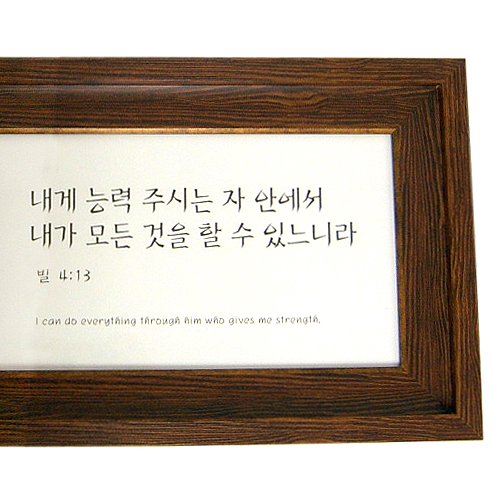 내게 능력 주시는 자 안에서
내가 모든 것을 할 수 있느니라
빌 4:13
I can do everything through him who gives me strength.